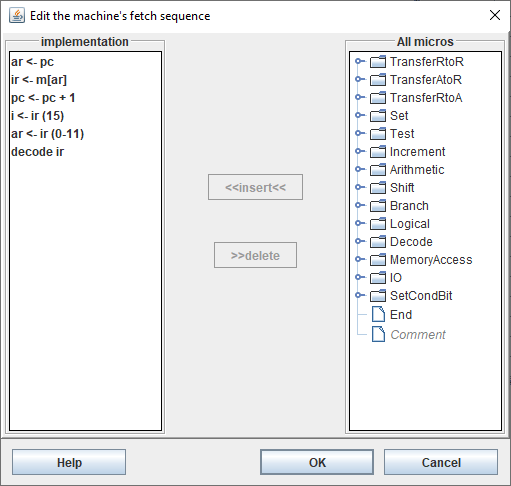 Edit the machine's fetch sequence
implementation
ar <- pc
ir <- m[ar]
pc <- pc + 1
i <- ir (15)
ar <- ir (0-11)
decode ir
<<insert<<
>>delete
All micros
TransferRtoR
TransferAtoR
TransferRtoA
Set
Test
Increment
Arithmetic
Shift
Branch
Logical
Decode
MemoryAccess
IO
SetCondBit
End
Comment
Help
OK
Cancel